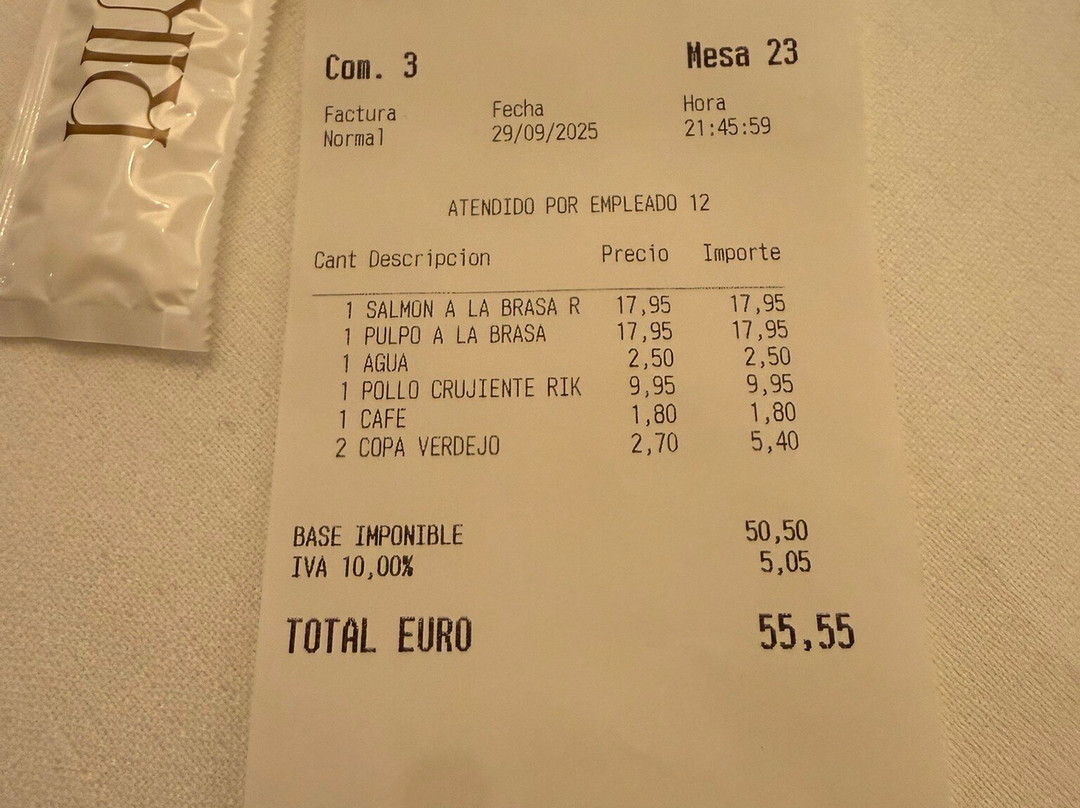 RIK
Com. 3 Mesa 23
Factura Fecha Hora
Normal 29/09/2025 21:45:59
ATENDIDO POR EMPLEADO 12
Cant Descripcion Precio Importe
1 SALMON A LA BRASA R 17,95 17,95
1 PULPO A LA BRASA 17,95 17,95
1 AGUA 2,50 2,50
1 POLLO CRUJIENTE RIK 9,95 9,95
1 CAFE 1,80 1,80
2 COPA VERDEJO 2,70 5,40
BASE IMPONIBLE 50,50
IVA 10,00% 5,05
TOTAL EURO 55,55